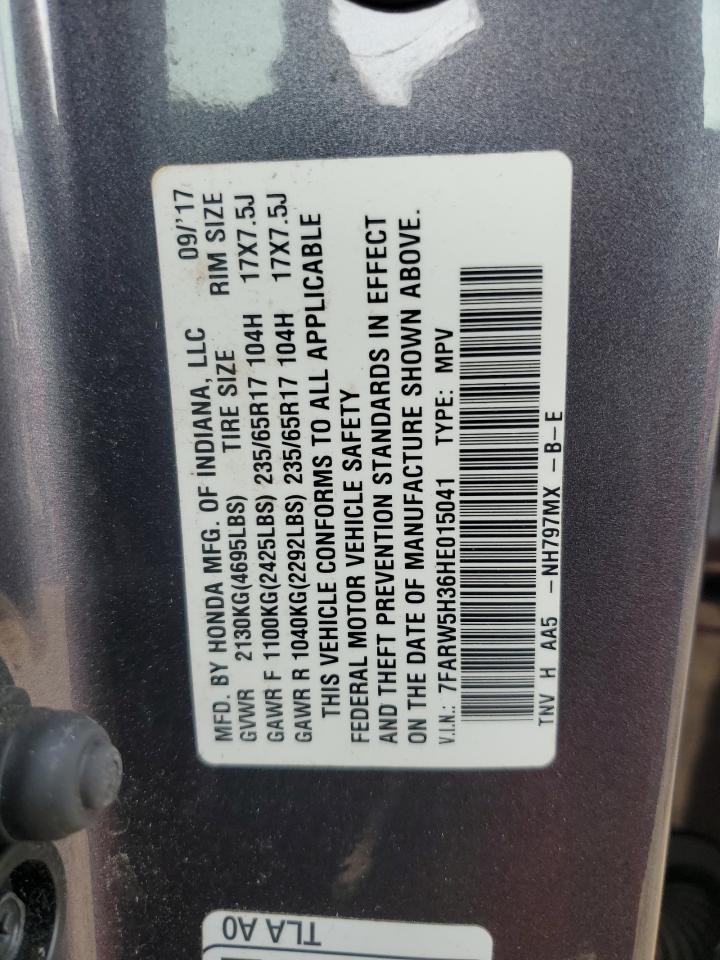 MFD. BY HONDA MFG. OF INDIANA, LLC 09/'17
GVWR 2130KG(4695LBS) TIRE SIZE RIM SIZE
GAWR F 1100KG(2425LBS) 235/65R17 104H 17X7.5J
GAWR R 1040KG(2292LBS) 235/65R17 104H 17X7.5J
THIS VEHICLE CONFORMS TO ALL APPLICABLE
FEDERAL MOTOR VEHICLE SAFETY
AND THEFT PREVENTION STANDARDS IN EFFECT
ON THE DATE OF MANUFACTURE SHOWN ABOVE.
V.I.N.: 7FARW5H36HE015041 TYPE: MPV
TNV H AA5 -NH797MX -B-E
TLA A0